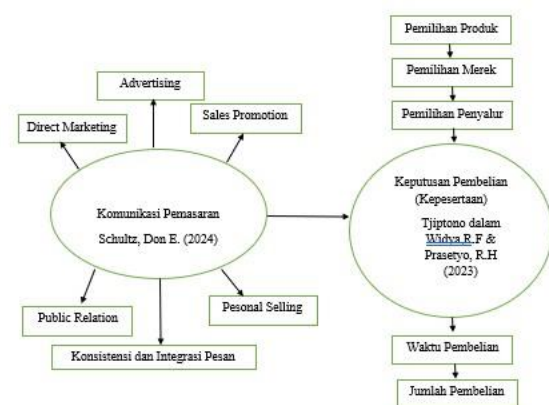 Pemilihan Produk
Pemilihan Merek
Pemilihan Penyalur
Advertising
Sales Promotion
Direct Marketing
Komunikasi Pemasaran
Schultz, Don E. (2024)
Public Relation
Konsistensi dan Integrasi Pesan
Pesonal Selling
Keputusan Pembelian
(Kepesertaan)
Tjiptono dalam
Widya,R.F &
Prasetyo, R.H
(2023)
Waktu Pembelian
Jumlah Pembelian